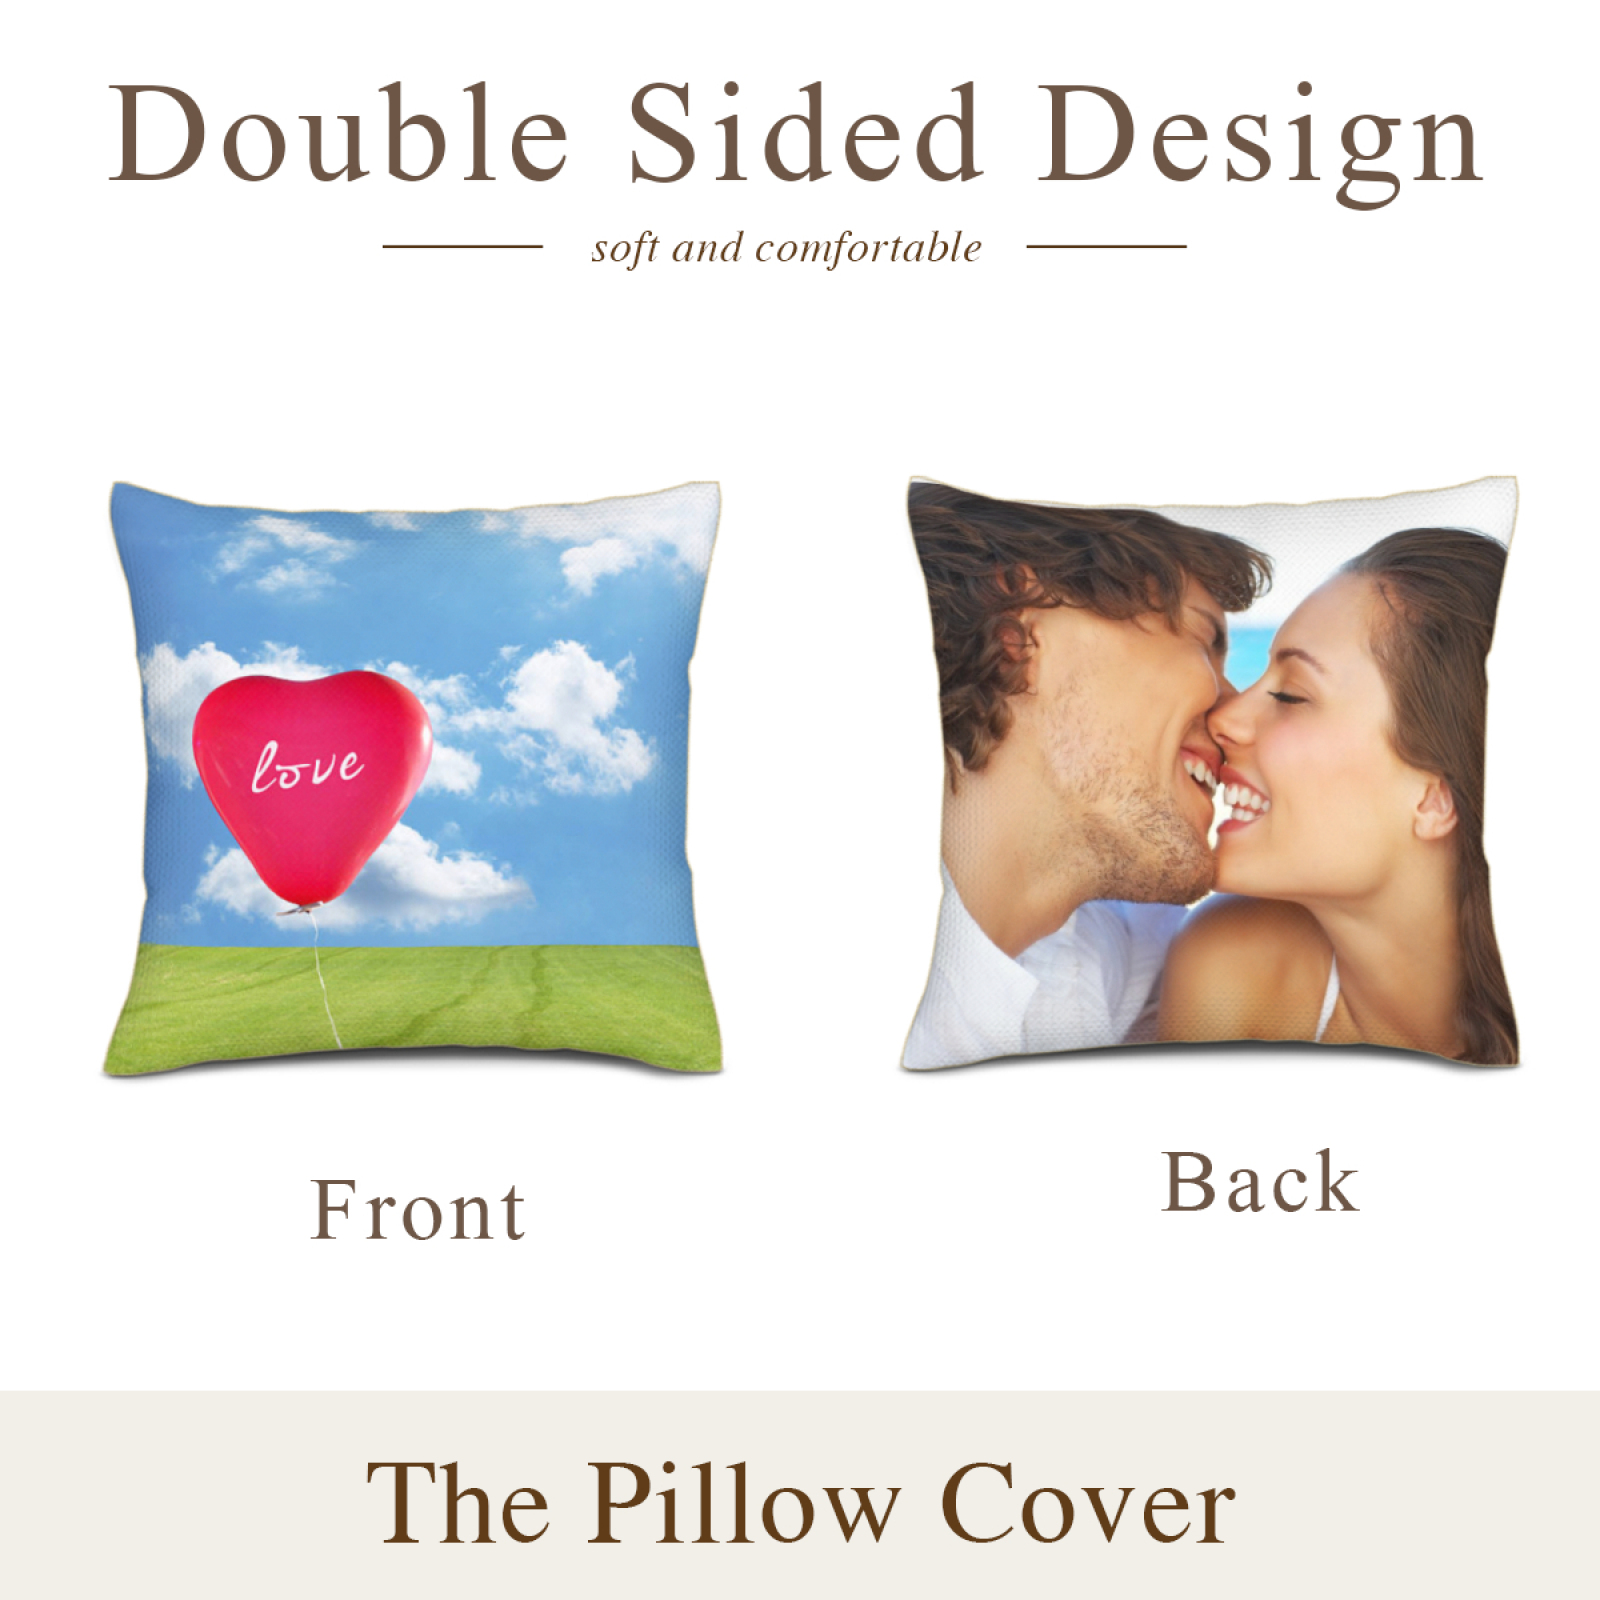 Double Sided Design
soft and comfortable
love
Front
Back
The Pillow Cover